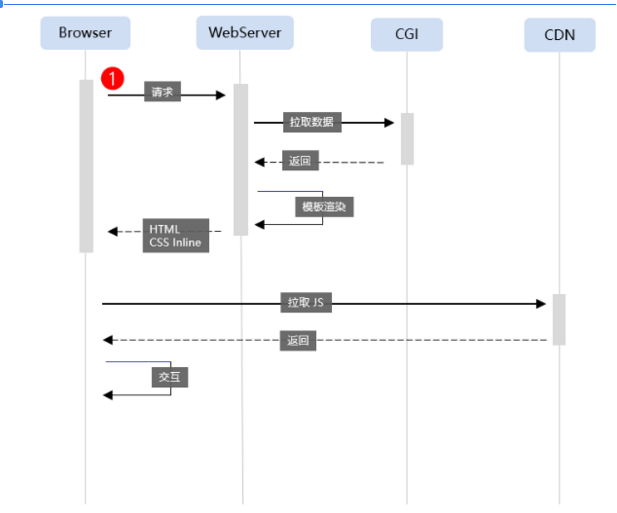 Browser
WebServer
CGI
CDN
1
请求
拉取数据
返回
模板渲染
HTML
CSS Inline
拉取 JS
返回
交互